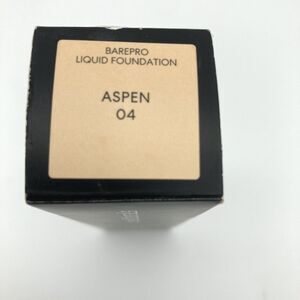 BAREPRO
LIQUID FOUNDATION
ASPEN
04